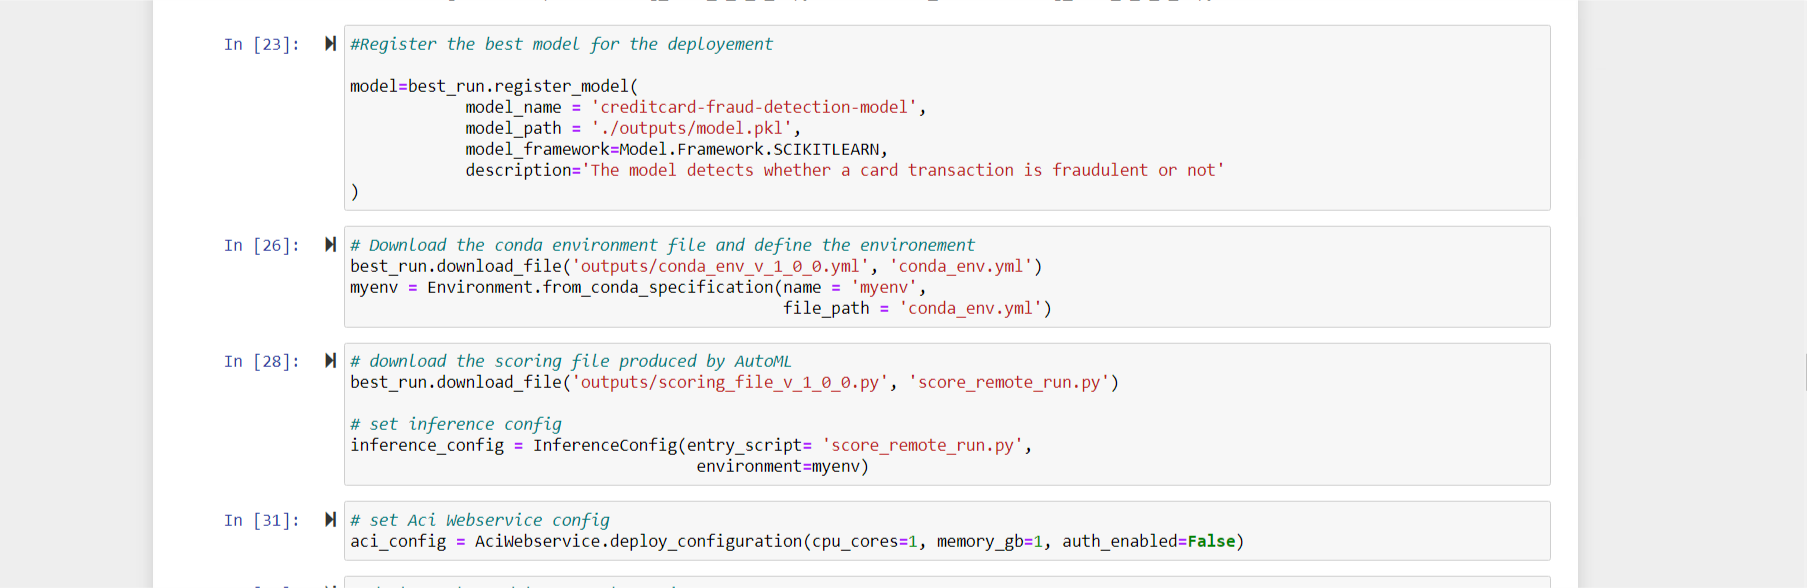 In [23]:
#Register the best model for the deployement
model=best_run.register_model(
model_name = 'creditcard-fraud-detection-model',
model_path = './outputs/model.pkl',
model_framework=Model.Framework.SCIKITLEARN,
description='The model detects whether a card transaction is fraudulent or not'
)
In [26]:
# Download the conda environment file and define the environement
best_run.download_file('outputs/conda_env_v_1_0_0.yml', 'conda_env.yml')
myenv = Environment.from_conda_specification(name = 'myenv',
file_path = 'conda_env.yml')
In [28]:
# download the scoring file produced by AutoML
best_run.download_file('outputs/scoring_file_v_1_0_0.py', 'score_remote_run.py')
# set inference config
inference_config = InferenceConfig(entry_script= 'score_remote_run.py',
environment=myenv)
In [31]:
# set Aci Webservice config
aci_config = AciWebservice.deploy_configuration(cpu_cores=1, memory_gb=1, auth_enabled=False)